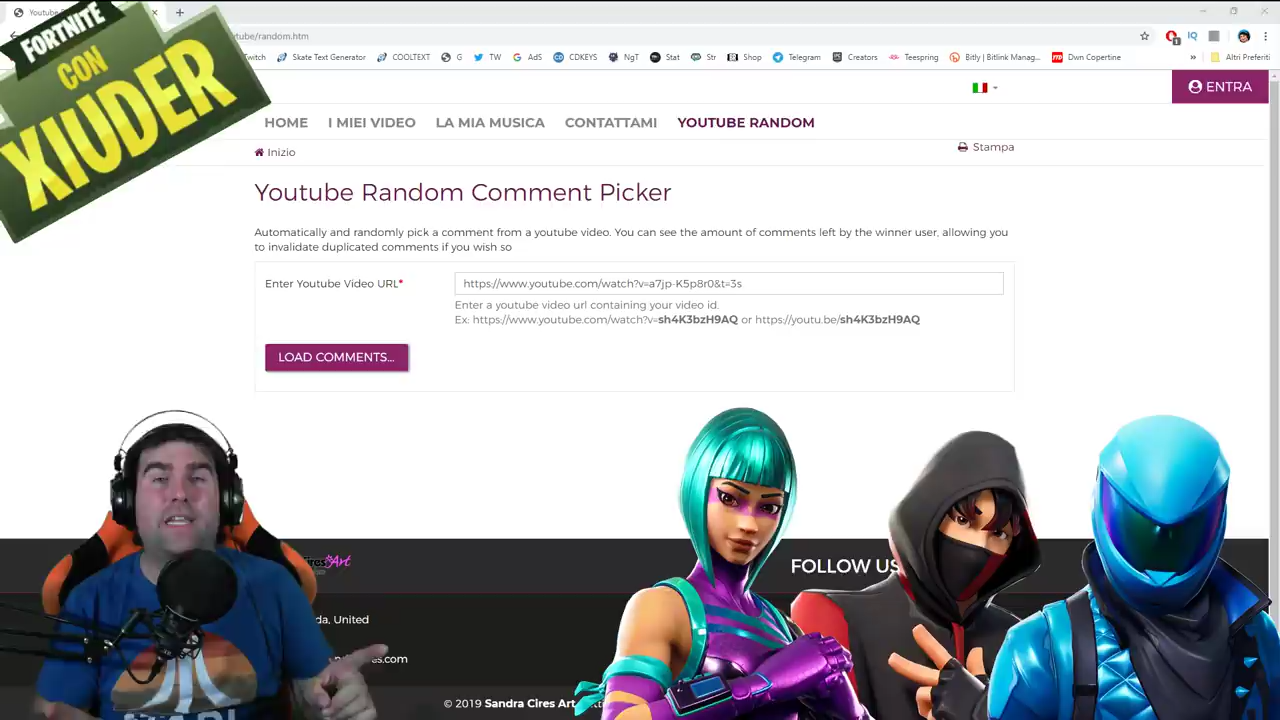 Youtube
tube/random.htm
Twitch
Skate Text Generator
COOLTEXT
G
TW
AdS
CDKEYS
NgT
Stat
Str
Shop
Telegram
Creators
Teespring
Bitly | Bitlink Manag...
Dwn Copertine
»
Altri Preferiti
FORTNITE
CON
XIUDER
ENTRA
HOME
I MIEI VIDEO
LA MIA MUSICA
CONTATTAMI
YOUTUBE RANDOM
Inizio
Stampa
Youtube Random Comment Picker
Automatically and randomly pick a comment from a youtube video. You can see the amount of comments left by the winner user, allowing you
to invalidate duplicated comments if you wish so
Enter Youtube Video URL*
https://www.youtube.com/watch?v=a7jp-K5p8r0&t=3s
Enter a youtube video url containing your video id.
Ex: https://www.youtube.com/watch?v=sh4K3bzH9AQ or https://youtu.be/sh4K3bzH9AQ
LOAD COMMENTS...
Art
FOLLOW US
da, United
.com
© 2019 Sandra Cires Art
ATARI